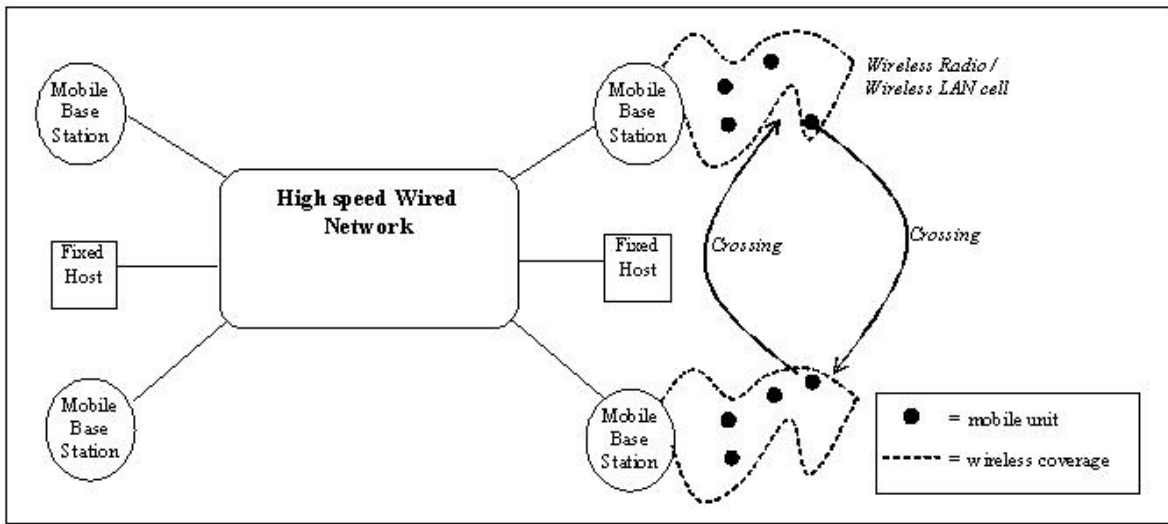 Mobile
Base
Station
Mobile
Base
Station
Wireless Radio /
Wireless LAN cell
High speed Wired
Network
Fixed
Host
Fixed
Host
Crossing
Crossing
Mobile
Base
Station
Mobile
Base
Station
= mobile unit
= wireless coverage